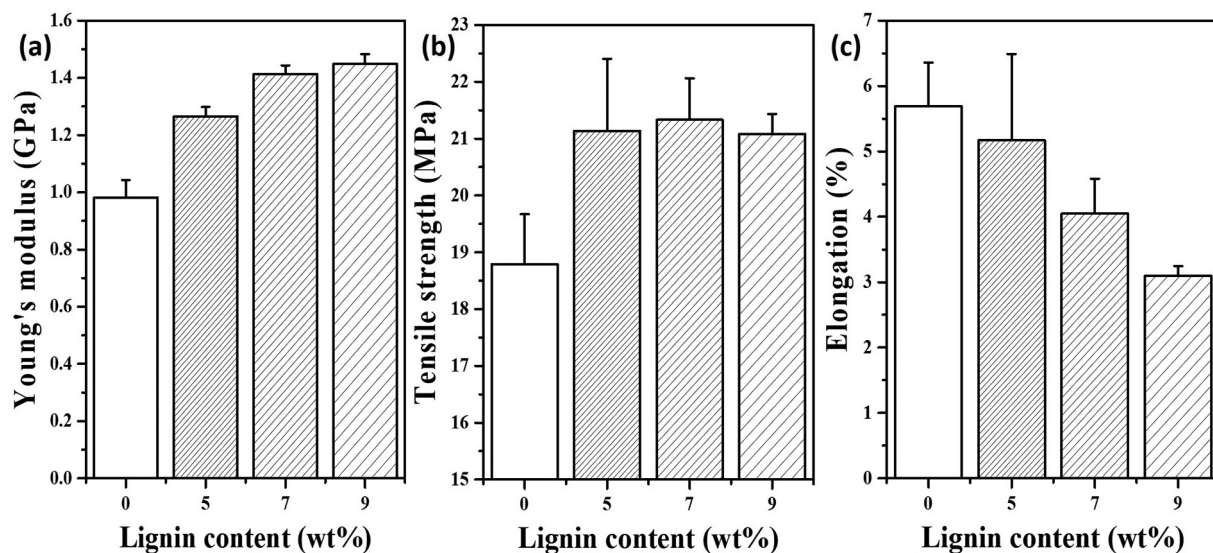 (a)
Young's modulus (GPa)
1.6
1.4
1.2
1.0
0.8
0.6
0.4
0.2
0.0
0 5 7 9
Lignin content (wt%)
(b)
Tensile strength (MPa)
23
22
21
20
19
18
17
16
15
0 5 7 9
Lignin content (wt%)
(c)
Elongation (%)
7
6
5
4
3
2
1
0
0 5 7 9
Lignin content (wt%)